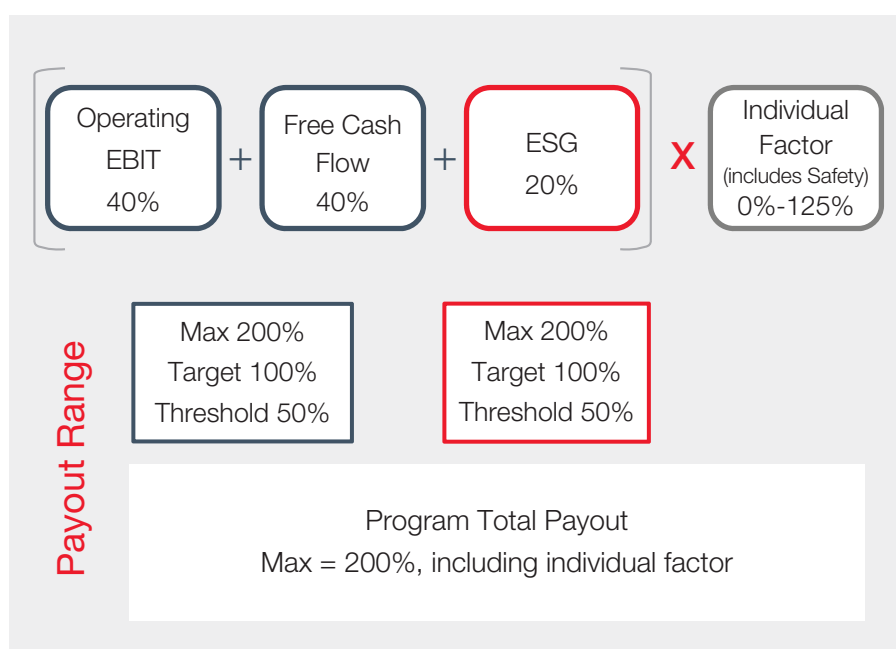 Operating
EBIT
40%
+
Free Cash
Flow
40%
+
ESG
20%
X
Individual
Factor
(includes Safety)
0%-125%
Payout Range
Max 200%
Target 100%
Threshold 50%
Max 200%
Target 100%
Threshold 50%
Program Total Payout
Max = 200%, including individual factor